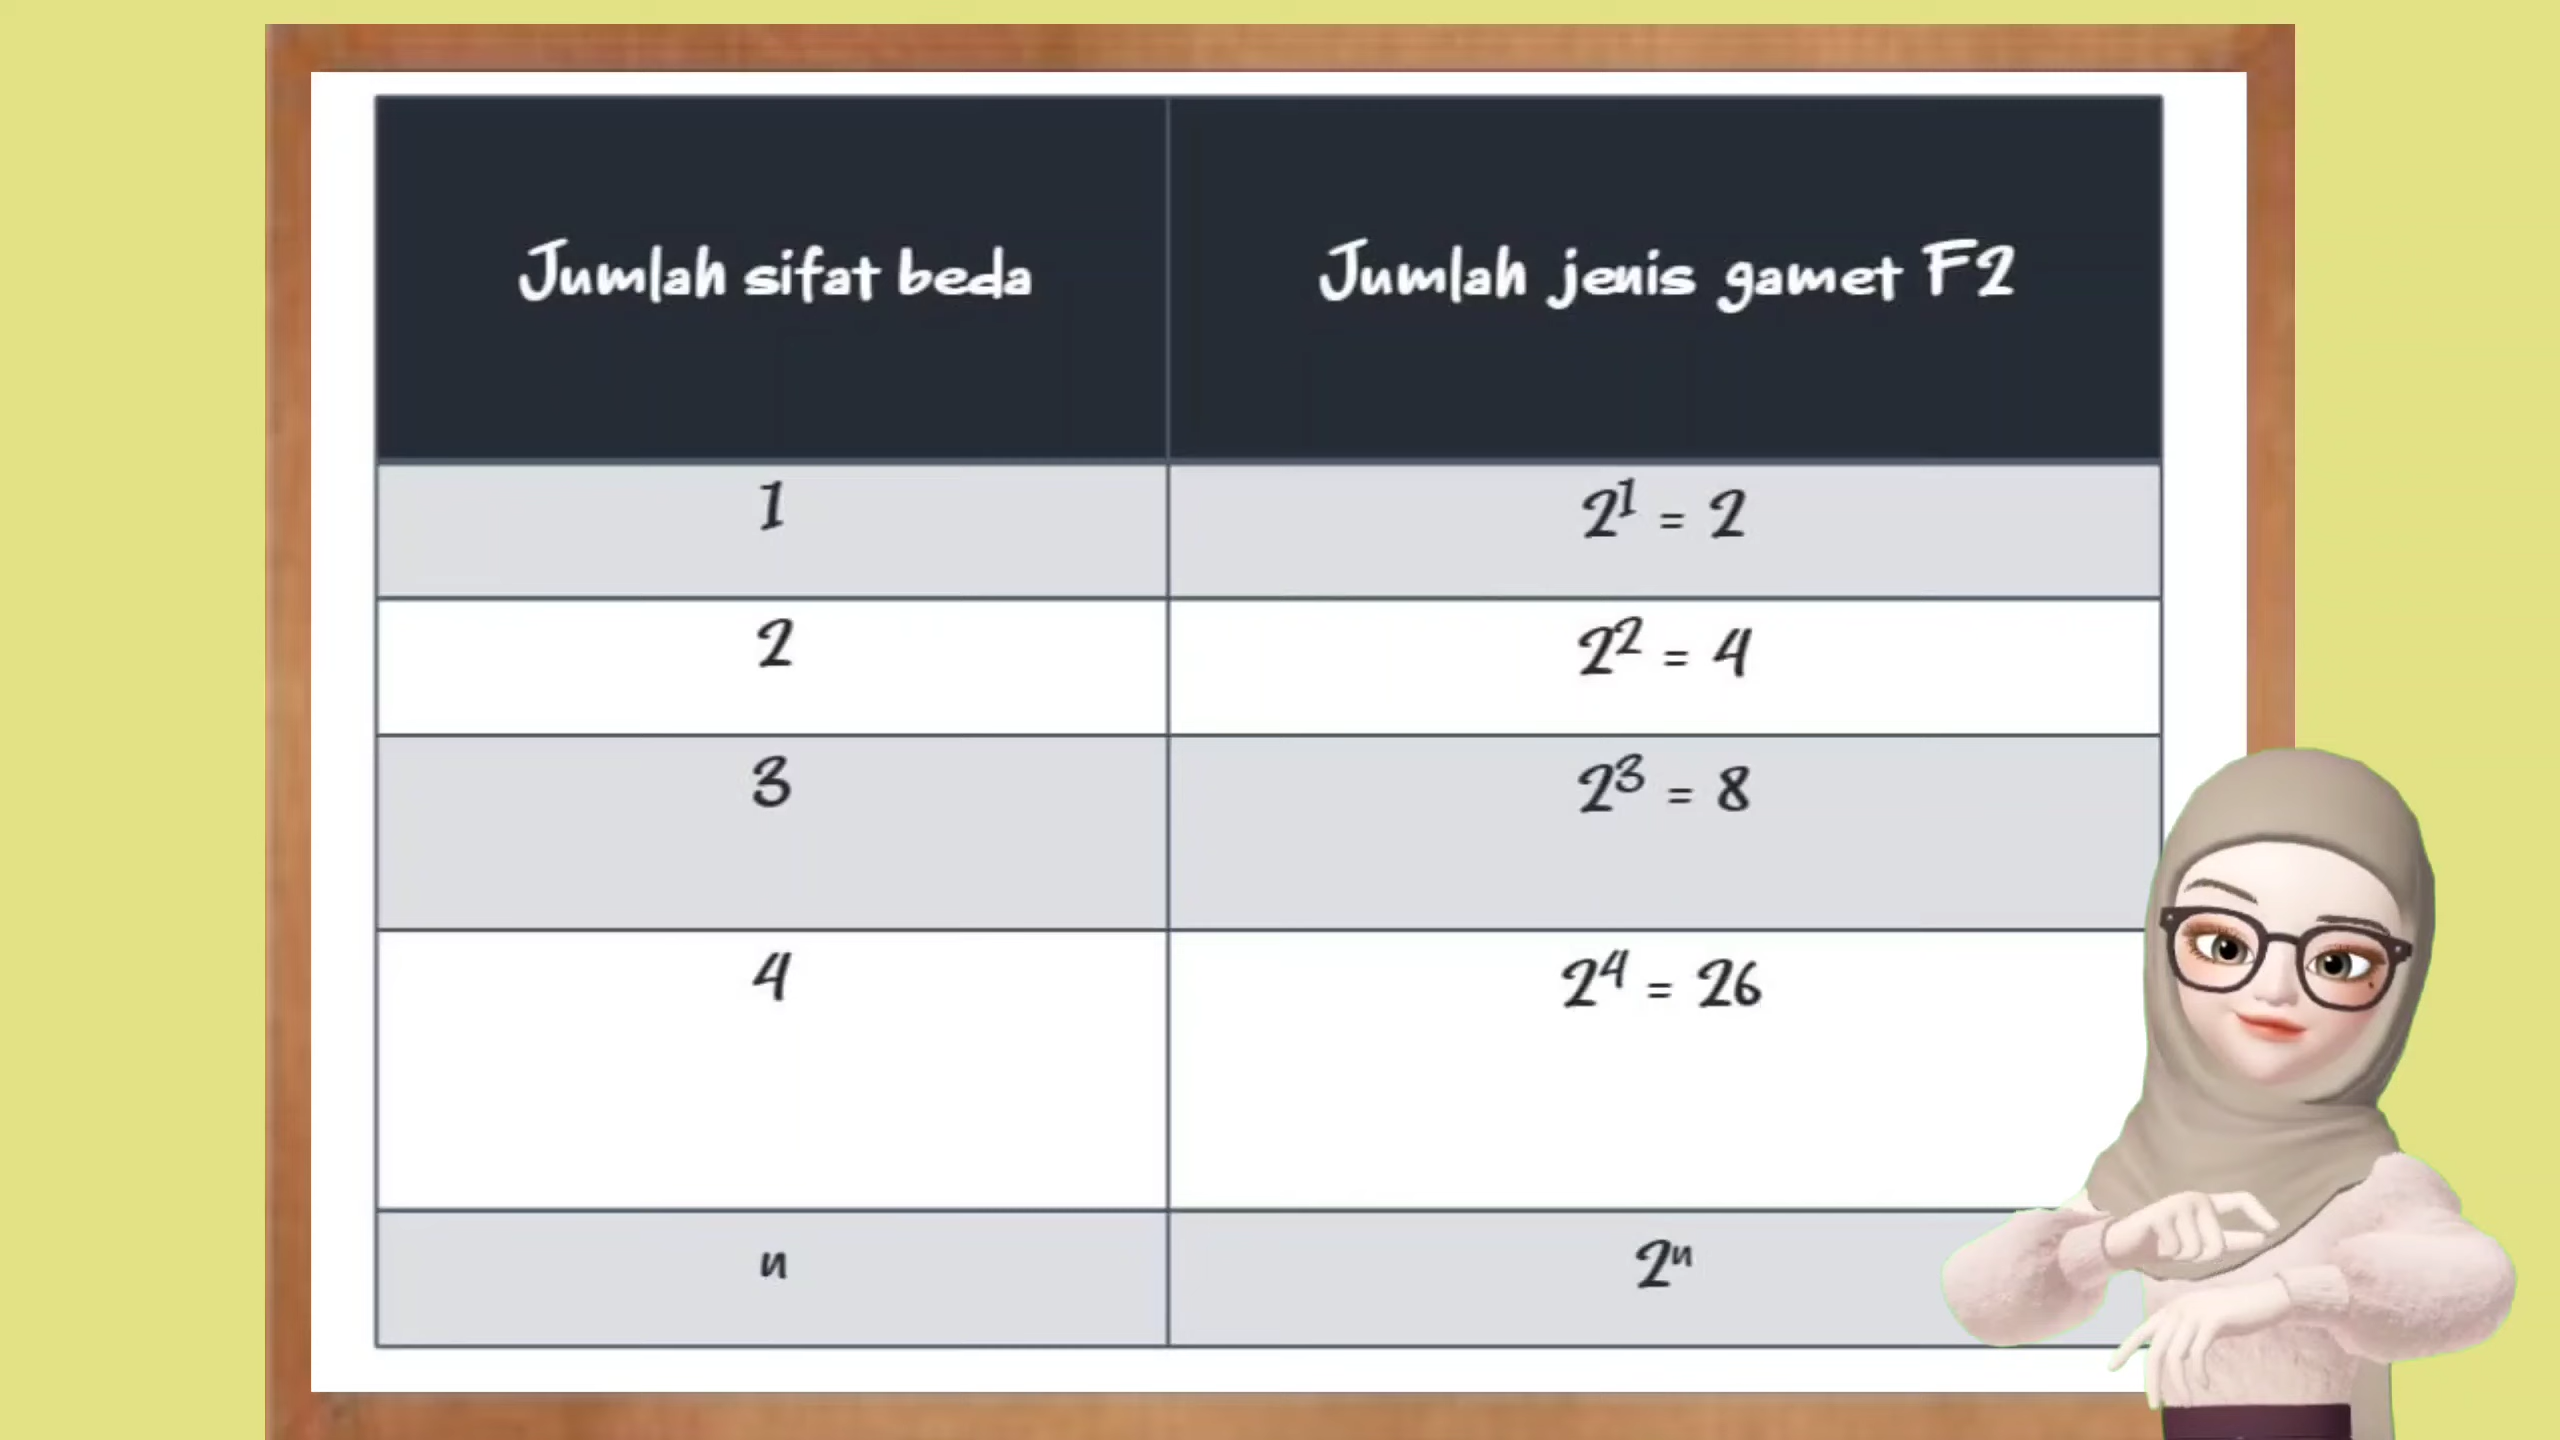 Jumlah sifat beda Jumlah jenis gamet F2
1 2¹ = 2
2 2² = 4
3 2³ = 8
4 2⁴ = 26
n 2ⁿ